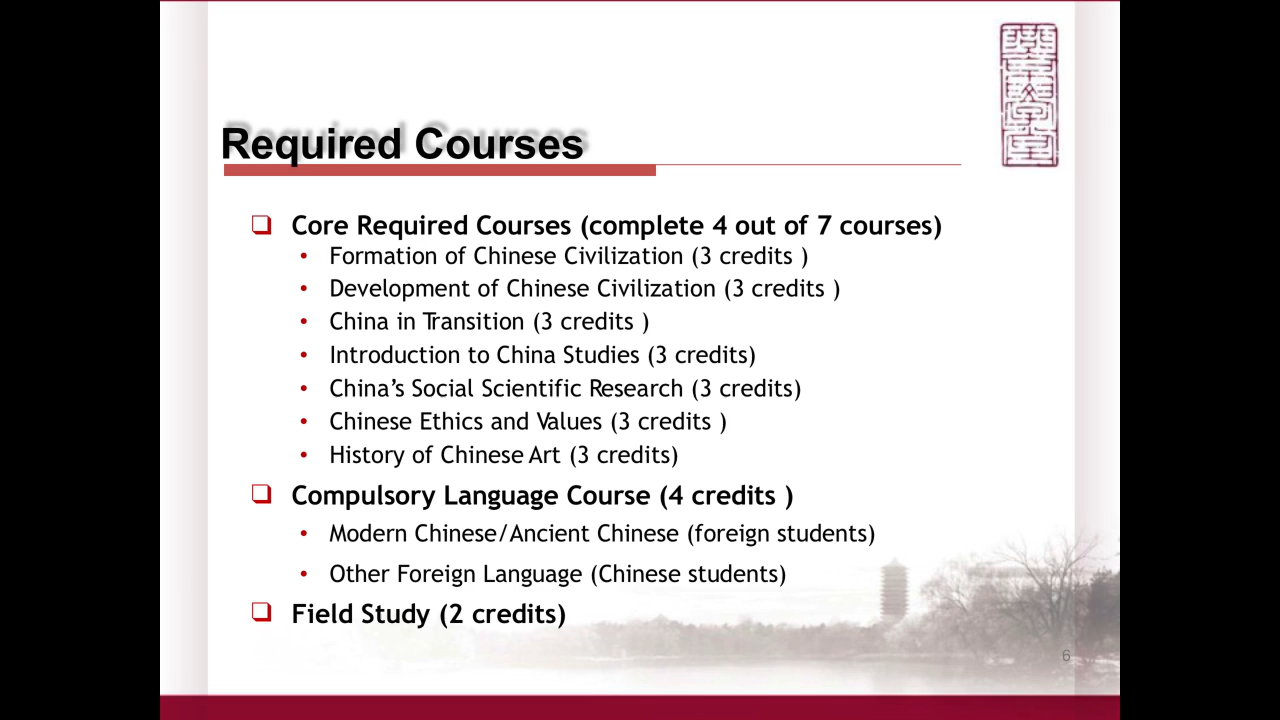 Required Courses
❑ Core Required Courses (complete 4 out of 7 courses)
• Formation of Chinese Civilization (3 credits )
• Development of Chinese Civilization (3 credits )
• China in Transition (3 credits )
• Introduction to China Studies (3 credits)
• China’s Social Scientific Research (3 credits)
• Chinese Ethics and Values (3 credits )
• History of Chinese Art (3 credits)
❑ Compulsory Language Course (4 credits )
• Modern Chinese/Ancient Chinese (foreign students)
• Other Foreign Language (Chinese students)
❑ Field Study (2 credits)
6